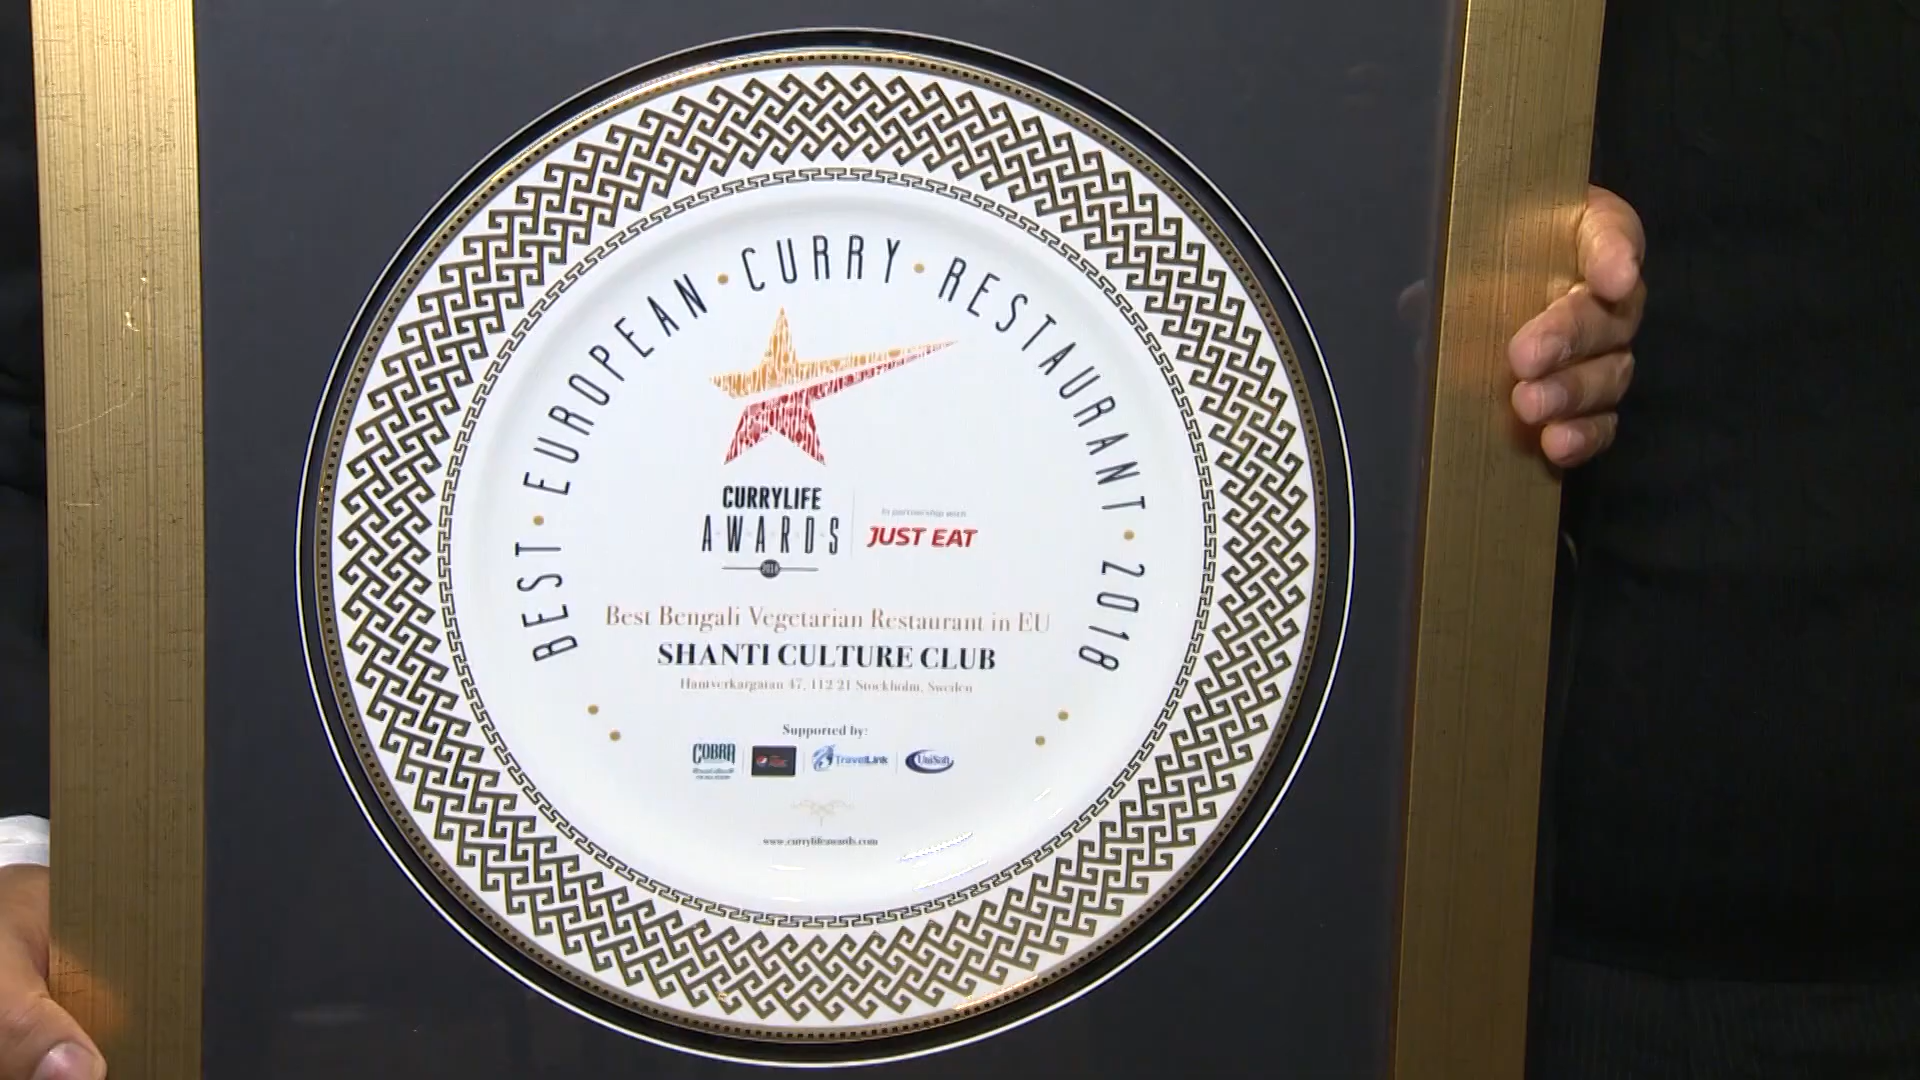 BEST • EUROPEAN • CURRY • RESTAURANT • 2018
CURRYLIFE
AWARDS
2018
In partnership with
JUST EAT
Best Bengali Vegetarian Restaurant in EU
SHANTI CULTURE CLUB
Hantverkargatan 47, 112 21 Stockholm, Sweden
Supported by:
COBRA
TravelLink
UniSoft
www.currylifeawards.com